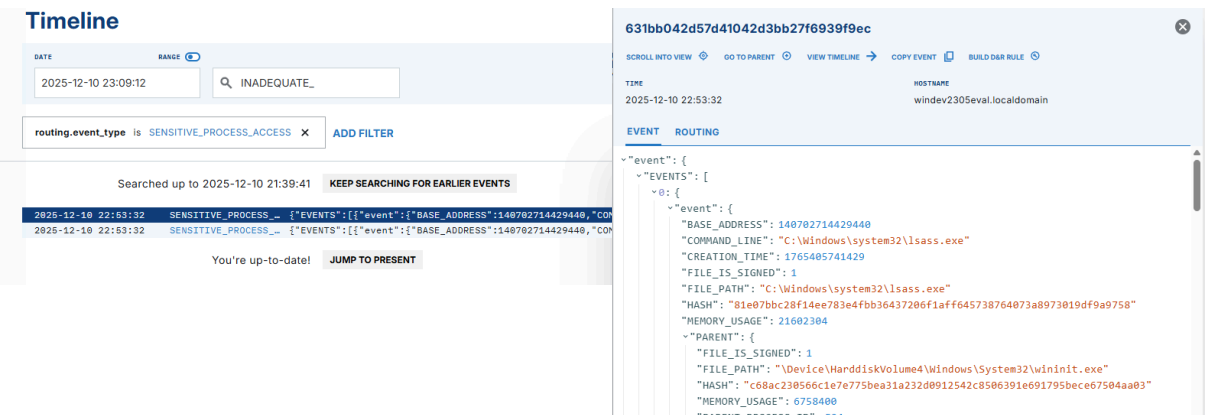 Timeline
DATE RANGE
2025-12-10 23:09:12 INADEQUATE_
routing.event_type is SENSITIVE_PROCESS_ACCESS ADD FILTER
Searched up to 2025-12-10 21:39:41 KEEP SEARCHING FOR EARLIER EVENTS
2025-12-10 22:53:32 SENSITIVE_PROCESS_… {"EVENTS":[{"event":{"BASE_ADDRESS":140702714429440,"COM
2025-12-10 22:53:32 SENSITIVE_PROCESS_… {"EVENTS":[{"event":{"BASE_ADDRESS":140702714429440,"COM
You're up-to-date! JUMP TO PRESENT
631bb042d57d41042d3bb27f6939f9ec
SCROLL INTO VIEW GO TO PARENT VIEW TIMELINE COPY EVENT BUILD D&R RULE
TIME HOSTNAME
2025-12-10 22:53:32 windev2305eval.localdomain
EVENT ROUTING
"event": {
"EVENTS": [
0: {
"event": {
"BASE_ADDRESS": 140702714429440
"COMMAND_LINE": "C:\Windows\system32\lsass.exe"
"CREATION_TIME": 1765405741429
"FILE_IS_SIGNED": 1
"FILE_PATH": "C:\Windows\system32\lsass.exe"
"HASH": "81e07bbc28f14ee783e4fbb36437206f1aff645738764073a8973019df9a9758"
"MEMORY_USAGE": 21602304
"PARENT": {
"FILE_IS_SIGNED": 1
"FILE_PATH": "\Device\HarddiskVolume4\Windows\System32\wininit.exe"
"HASH": "c68ac230566c1e7e775bea31a232d0912542c8506391e691795bece67504aa03"
"MEMORY_USAGE": 6758400